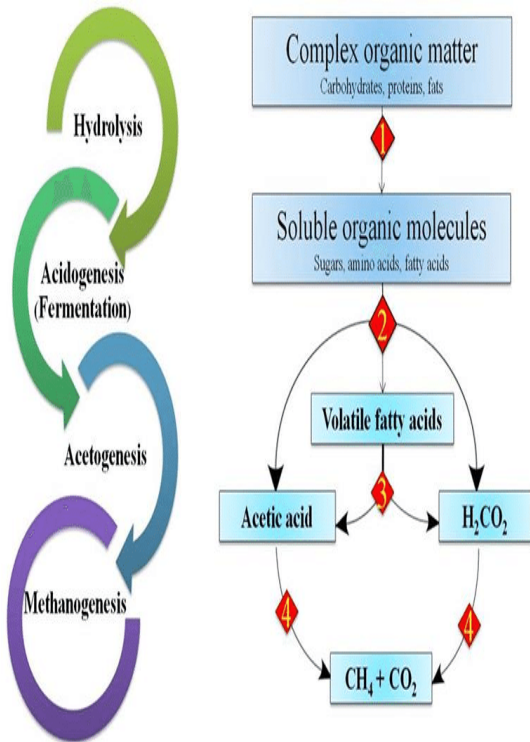 Hydrolysis
Acidogenesis
(Fermentation)
Acetogenesis
Methanogenesis
Complex organic matter
Carbohydrates, proteins, fats
1
Soluble organic molecules
Sugars, amino acids, fatty acids
2
Volatile fatty acids
3
Acetic acid
H₂CO₂
4
4
CH₄ + CO₂